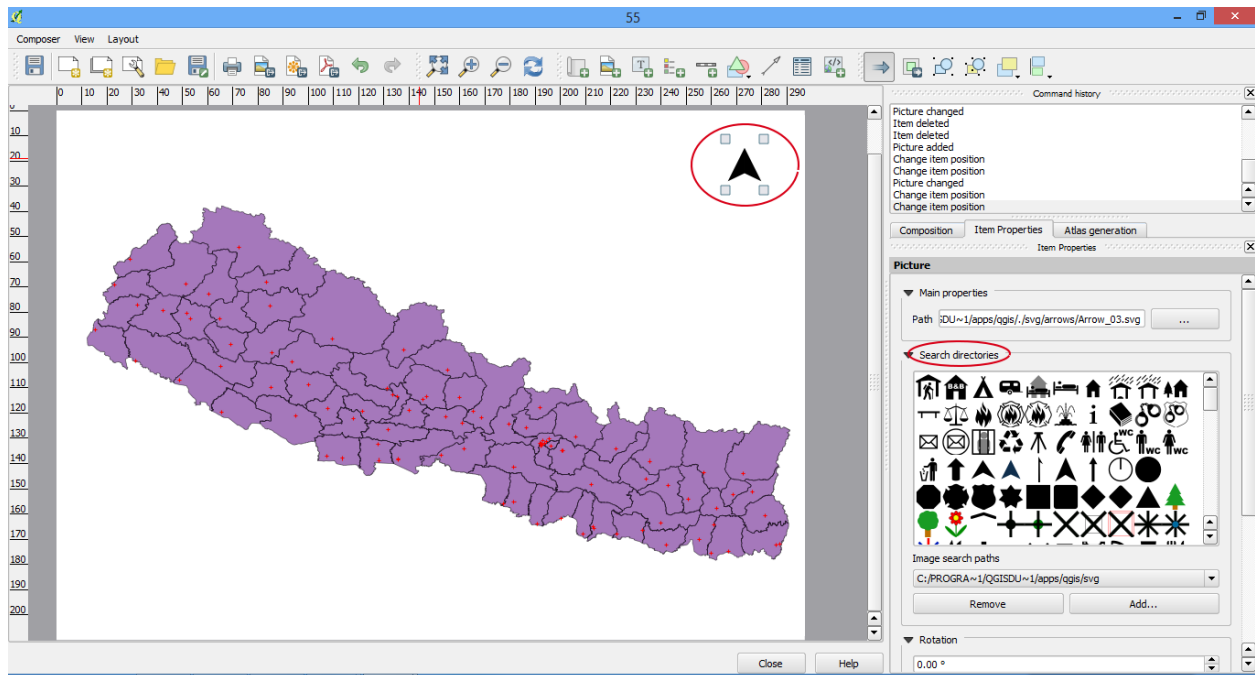 55
Composer View Layout
0 10 20 30 40 50 60 70 80 90 100 110 120 130 140 150 160 170 180 190 200 210 220 230 240 250 260 270 280 290
0
10
20
30
40
50
60
70
80
90
100
110
120
130
140
150
160
170
180
190
200
Close Help
Command history
Picture changed
Item deleted
Item deleted
Picture added
Change item position
Change item position
Picture changed
Change item position
Change item position
Composition Item Properties Atlas generation
Item Properties
Picture
Main properties
Path GDU~1/apps/qgis/./svg/arrows/Arrow_03.svg ...
Search directories
B&B
i
WC
WC WC
Image search paths
C:/PROGRA~1/QGISDU~1/apps/qgis/svg
Remove Add...
Rotation
0.00 °